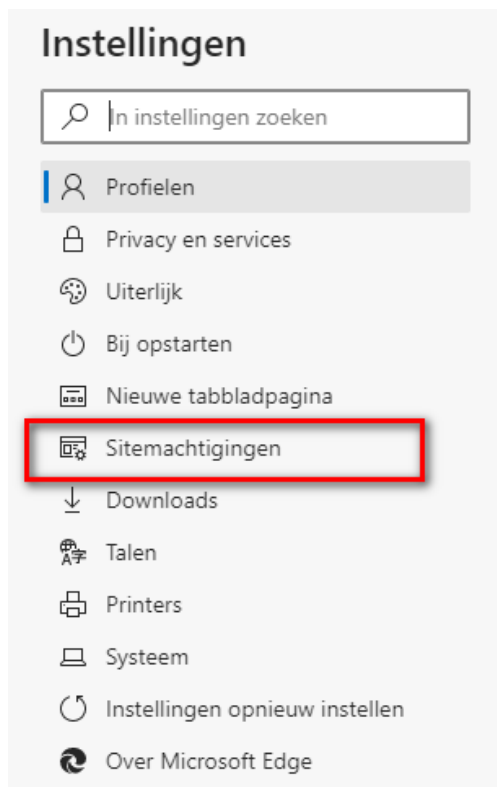 Instellingen
In instellingen zoeken
Profielen
Privacy en services
Uiterlijk
Bij opstarten
Nieuwe tabbladpagina
Sitemachtigingen
Downloads
Talen
Printers
Systeem
Instellingen opnieuw instellen
Over Microsoft Edge